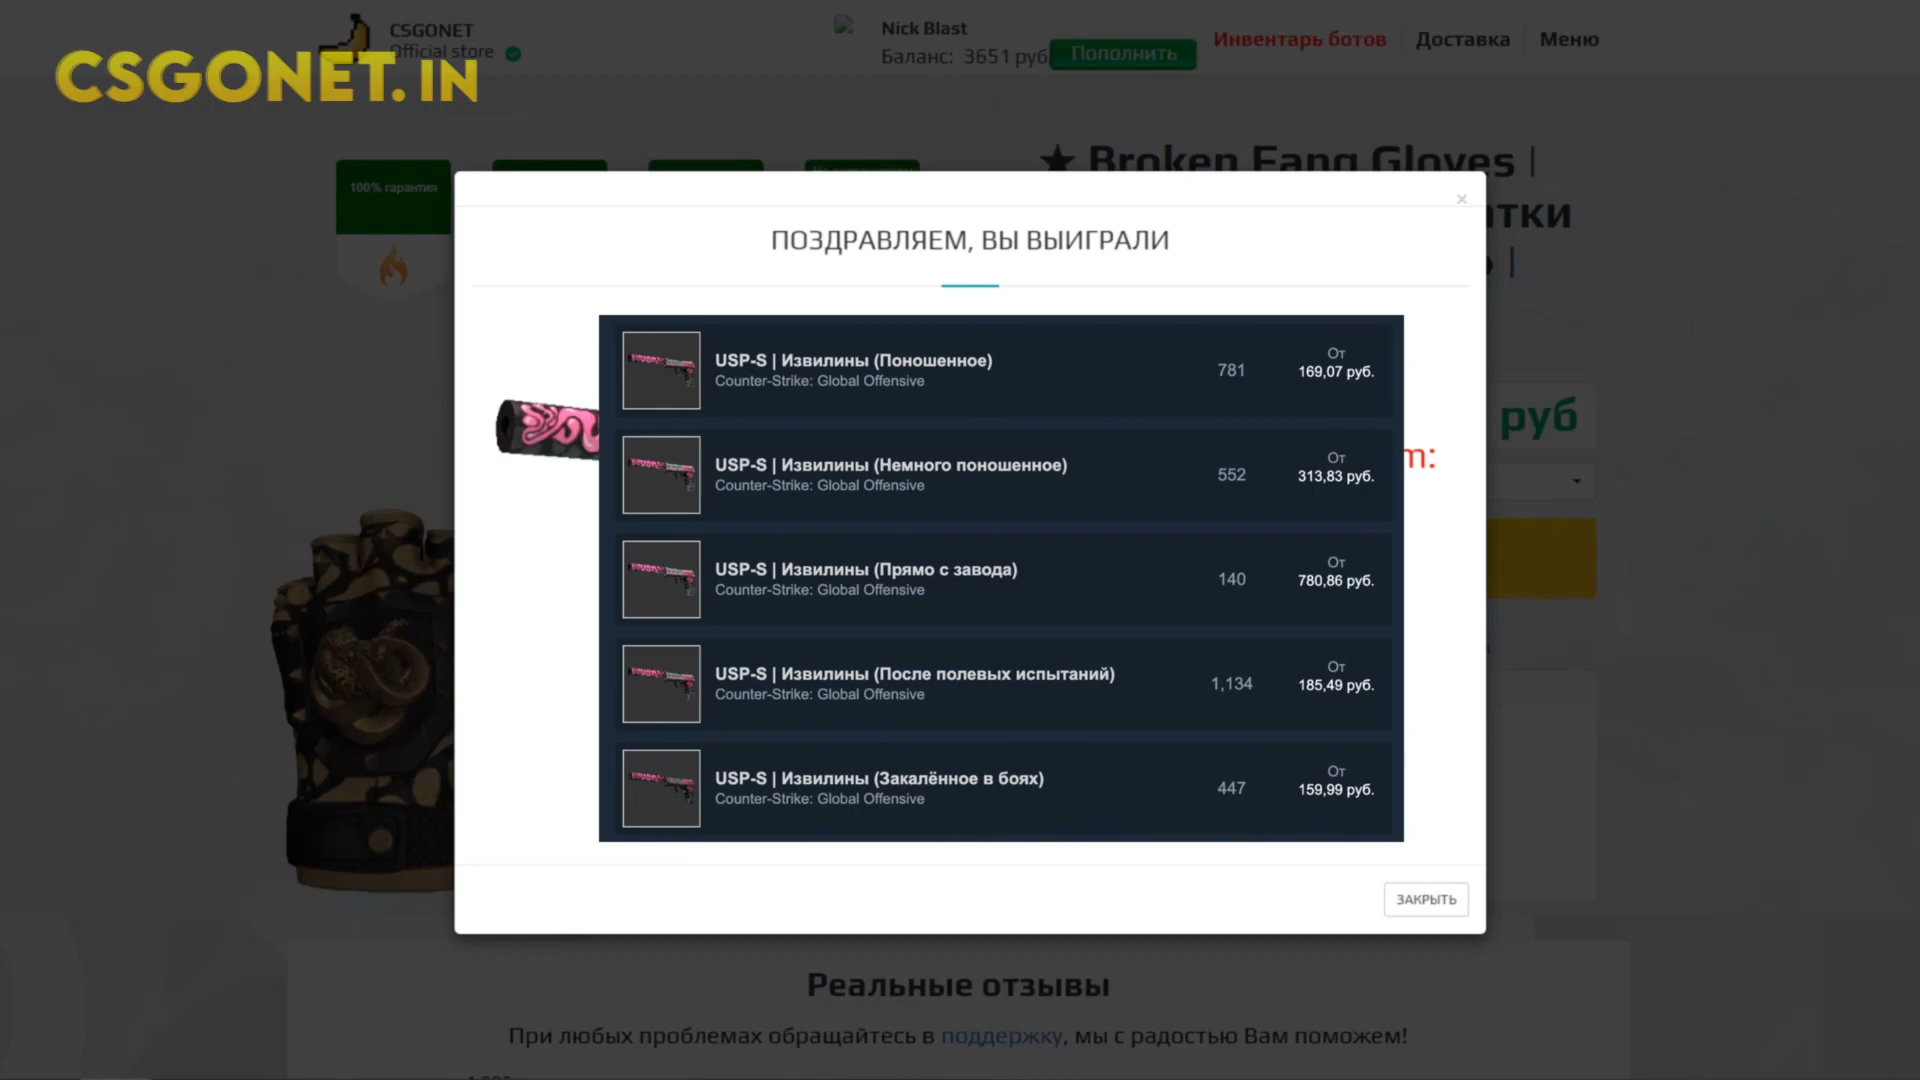 CSGONET
Official store
CSGONET.IN
Nick Blast
Баланс: 3651 руб
Пополнить
Инвентарь ботов
Доставка
Меню
100% гарантия
★ Broken Fang Gloves |
ПОЗДРАВЛЯЕМ, ВЫ ВЫИГРАЛИ
USP-S | Извилины (Поношенное)
Counter-Strike: Global Offensive
781
От
169,07 руб.
USP-S | Извилины (Немного поношенное)
Counter-Strike: Global Offensive
552
От
313,83 руб.
USP-S | Извилины (Прямо с завода)
Counter-Strike: Global Offensive
140
От
780,86 руб.
USP-S | Извилины (После полевых испытаний)
Counter-Strike: Global Offensive
1,134
От
185,49 руб.
USP-S | Извилины (Закалённое в боях)
Counter-Strike: Global Offensive
447
От
159,99 руб.
руб
ЗАКРЫТЬ
Реальные отзывы
При любых проблемах обращайтесь в поддержку, мы с радостью Вам поможем!